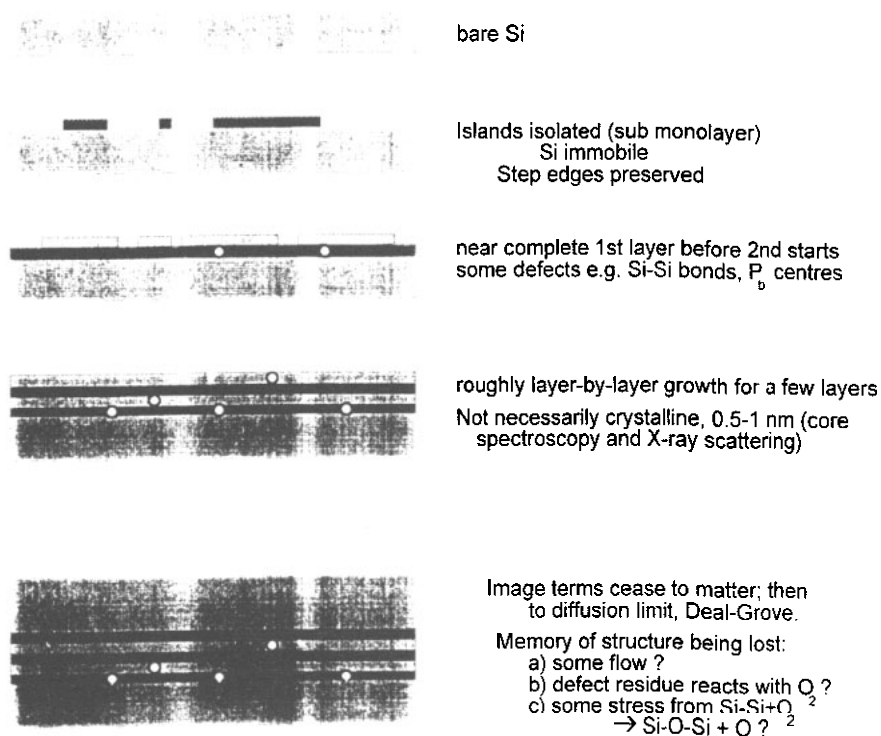 bare Si
Islands isolated (sub monolayer)
Si immobile
Step edges preserved
near complete 1st layer before 2nd starts
some defects e.g. Si-Si bonds, P_b centres
roughly layer-by-layer growth for a few layers
Not necessarily crystalline, 0.5-1 nm (core
spectroscopy and X-ray scattering)
Image terms cease to matter; then
to diffusion limit, Deal-Grove.
Memory of structure being lost:
a) some flow ?
b) defect residue reacts with O ?
c) some stress from Si-Si+O 2
→ Si-O-Si + O ? 2